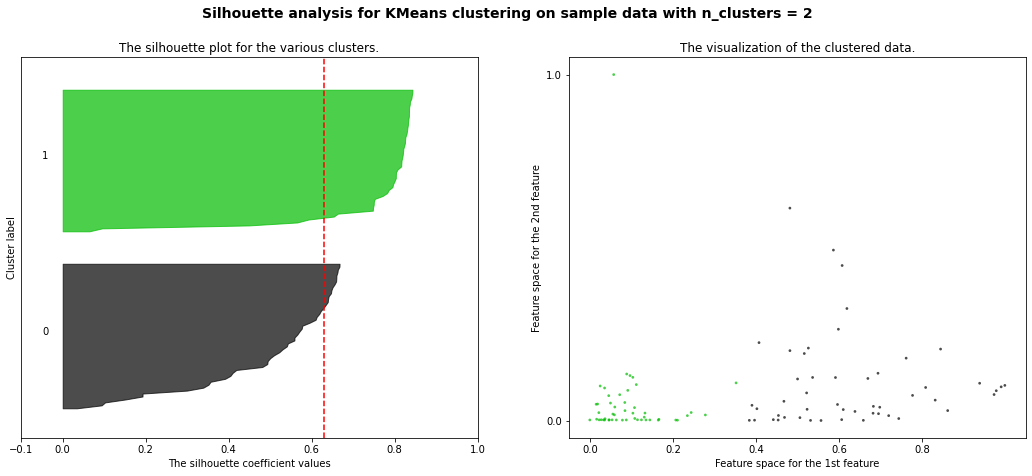 Silhouette analysis for KMeans clustering on sample data with n_clusters = 2
The silhouette plot for the various clusters.
1
0
Cluster label
−0.1 0.0 0.2 0.4 0.6 0.8 1.0
The silhouette coefficient values
The visualization of the clustered data.
1.0
0.0
Feature space for the 2nd feature
0.0 0.2 0.4 0.6 0.8
Feature space for the 1st feature